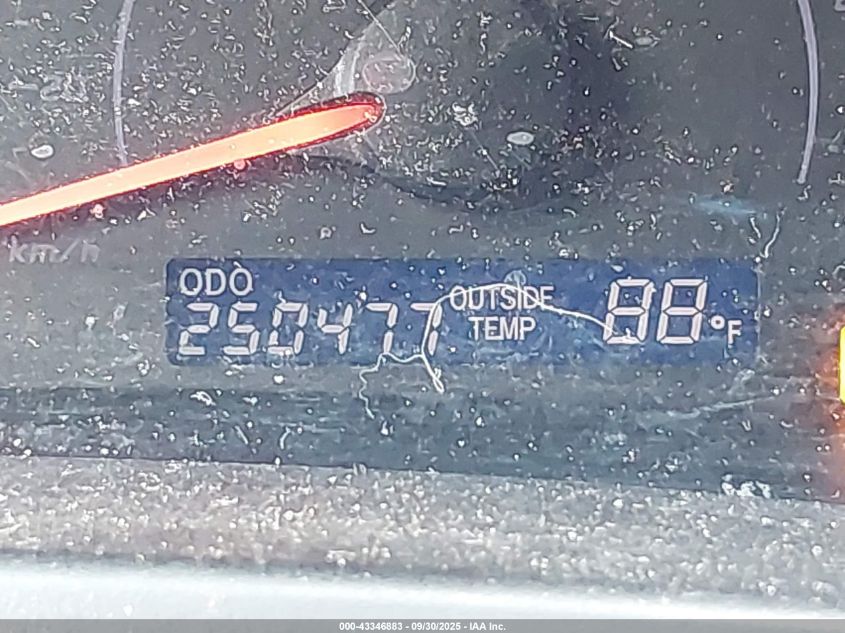 km/h
ODO
250477
OUTSIDE
TEMP
88°F
000-43346883 - 09/30/2025 - IAA Inc.